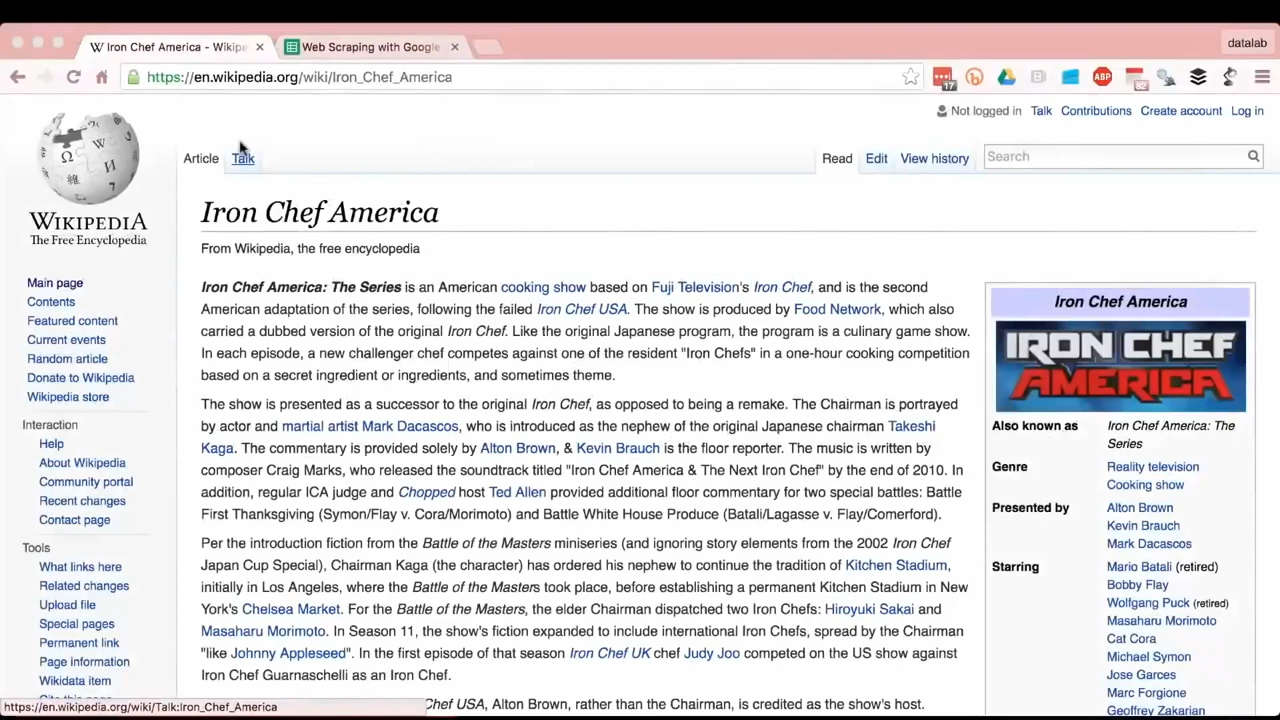 Iron Chef America - Wikipe
Web Scraping with Google
datalab
https://en.wikipedia.org/wiki/Iron_Chef_America
17
ABP
Not logged in Talk Contributions Create account Log in
Article Talk
Read Edit View history
Search
WIKIPEDIA
The Free Encyclopedia
Main page
Contents
Featured content
Current events
Random article
Donate to Wikipedia
Wikipedia store
Interaction
Help
About Wikipedia
Community portal
Recent changes
Contact page
Tools
What links here
Related changes
Upload file
Special pages
Permanent link
Page information
Wikidata item
Cite this page
Iron Chef America
From Wikipedia, the free encyclopedia
Iron Chef America: The Series is an American cooking show based on Fuji Television's Iron Chef, and is the second
American adaptation of the series, following the failed Iron Chef USA. The show is produced by Food Network, which also
carried a dubbed version of the original Iron Chef. Like the original Japanese program, the program is a culinary game show.
In each episode, a new challenger chef competes against one of the resident "Iron Chefs" in a one-hour cooking competition
based on a secret ingredient or ingredients, and sometimes theme.
The show is presented as a successor to the original Iron Chef, as opposed to being a remake. The Chairman is portrayed
by actor and martial artist Mark Dacascos, who is introduced as the nephew of the original Japanese chairman Takeshi
Kaga. The commentary is provided solely by Alton Brown, & Kevin Brauch is the floor reporter. The music is written by
composer Craig Marks, who released the soundtrack titled "Iron Chef America & The Next Iron Chef" by the end of 2010. In
addition, regular ICA judge and Chopped host Ted Allen provided additional floor commentary for two special battles: Battle
First Thanksgiving (Symon/Flay v. Cora/Morimoto) and Battle White House Produce (Batali/Lagasse v. Flay/Comerford).
Per the introduction fiction from the Battle of the Masters miniseries (and ignoring story elements from the 2002 Iron Chef
Japan Cup Special), Chairman Kaga (the character) has ordered his nephew to continue the tradition of Kitchen Stadium,
initially in Los Angeles, where the Battle of the Masters took place, before establishing a permanent Kitchen Stadium in New
York's Chelsea Market. For the Battle of the Masters, the elder Chairman dispatched two Iron Chefs: Hiroyuki Sakai and
Masaharu Morimoto. In Season 11, the show's fiction expanded to include international Iron Chefs, spread by the Chairman
"like Johnny Appleseed". In the first episode of that season Iron Chef UK chef Judy Joo competed on the US show against
Iron Chef Guarnaschelli as an Iron Chef.
Chef USA, Alton Brown, rather than the Chairman, is credited as the show's host.
Iron Chef America
IRON CHEF
AMERICA
Also known as Iron Chef America: The
Series
Genre Reality television
Cooking show
Presented by Alton Brown
Kevin Brauch
Mark Dacascos
Starring Mario Batali (retired)
Bobby Flay
Wolfgang Puck (retired)
Masaharu Morimoto
Cat Cora
Michael Symon
Jose Garces
Marc Forgione
Geoffrey Zakarian
https://en.wikipedia.org/wiki/Talk:Iron_Chef_America